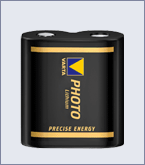 VARTA
PHOTO
Lithium
PRECISE ENERGY